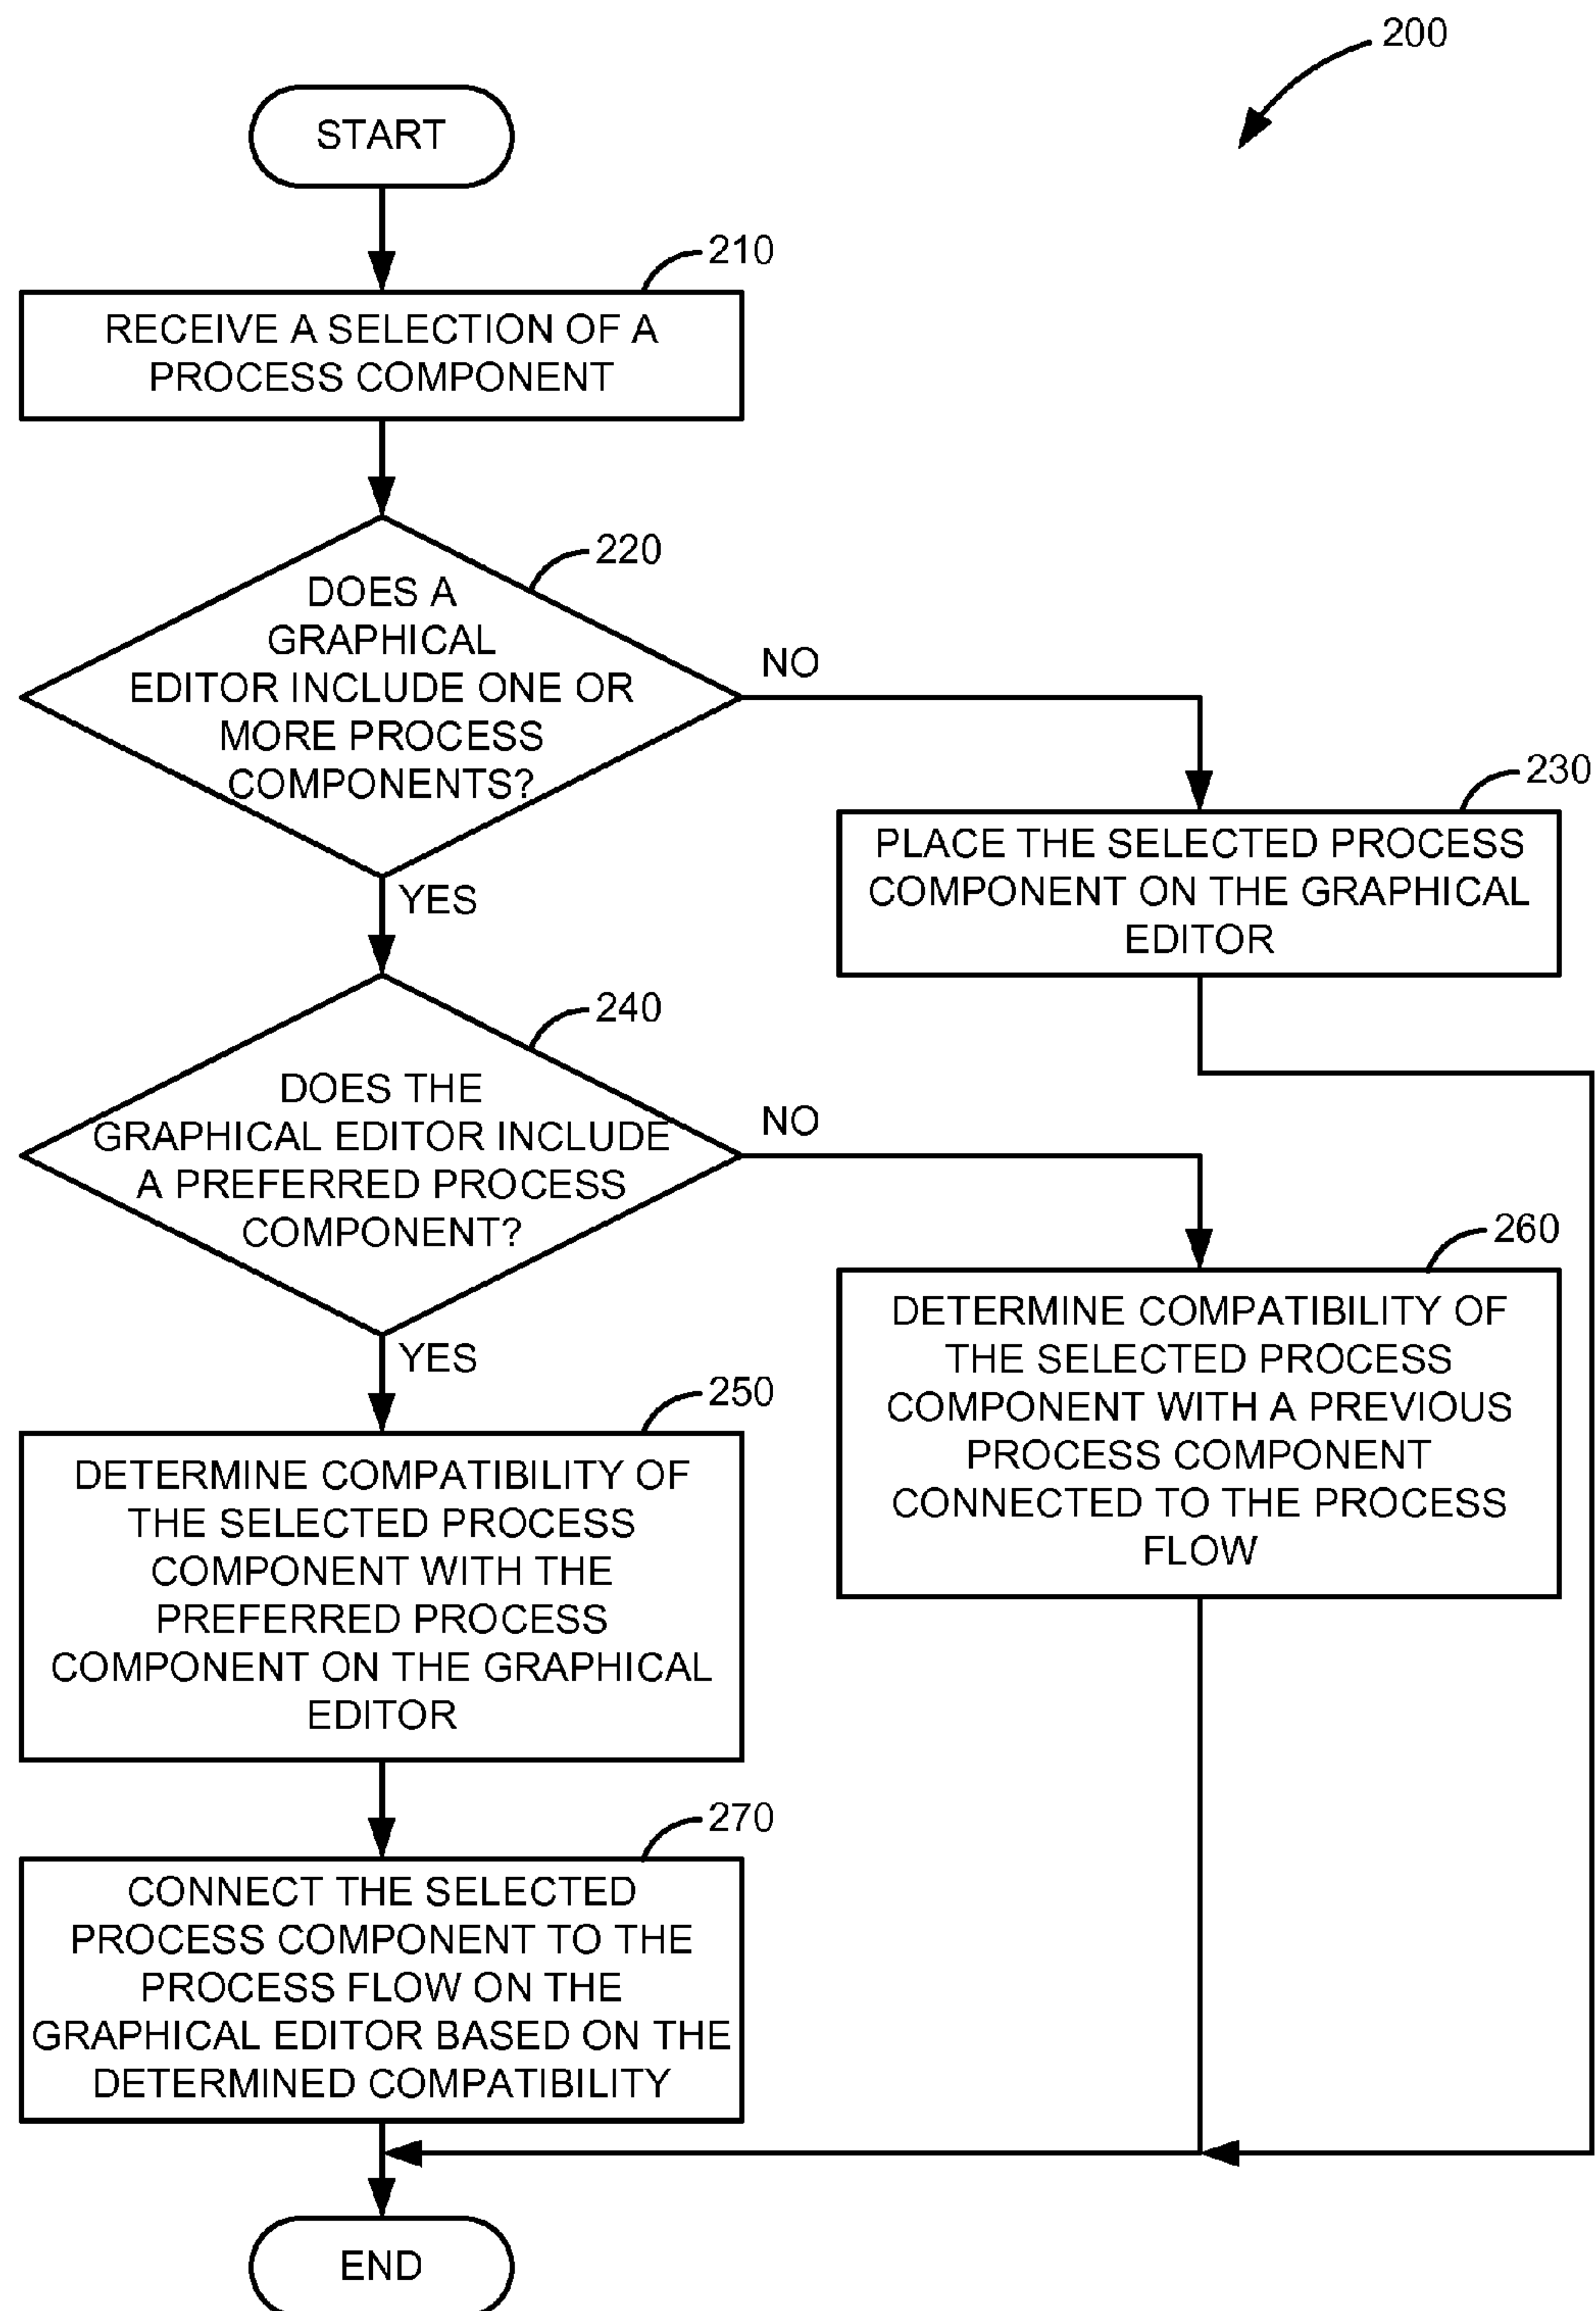 200
START
210
RECEIVE A SELECTION OF A
PROCESS COMPONENT
220
DOES A
GRAPHICAL
EDITOR INCLUDE ONE OR
MORE PROCESS
COMPONENTS?
NO
YES
230
PLACE THE SELECTED PROCESS
COMPONENT ON THE GRAPHICAL
EDITOR
240
DOES THE
GRAPHICAL EDITOR INCLUDE
A PREFERRED PROCESS
COMPONENT?
NO
YES
250
DETERMINE COMPATIBILITY OF
THE SELECTED PROCESS
COMPONENT WITH THE
PREFERRED PROCESS
COMPONENT ON THE GRAPHICAL
EDITOR
260
DETERMINE COMPATIBILITY OF
THE SELECTED PROCESS
COMPONENT WITH A PREVIOUS
PROCESS COMPONENT
CONNECTED TO THE PROCESS
FLOW
270
CONNECT THE SELECTED
PROCESS COMPONENT TO THE
PROCESS FLOW ON THE
GRAPHICAL EDITOR BASED ON THE
DETERMINED COMPATIBILITY
END